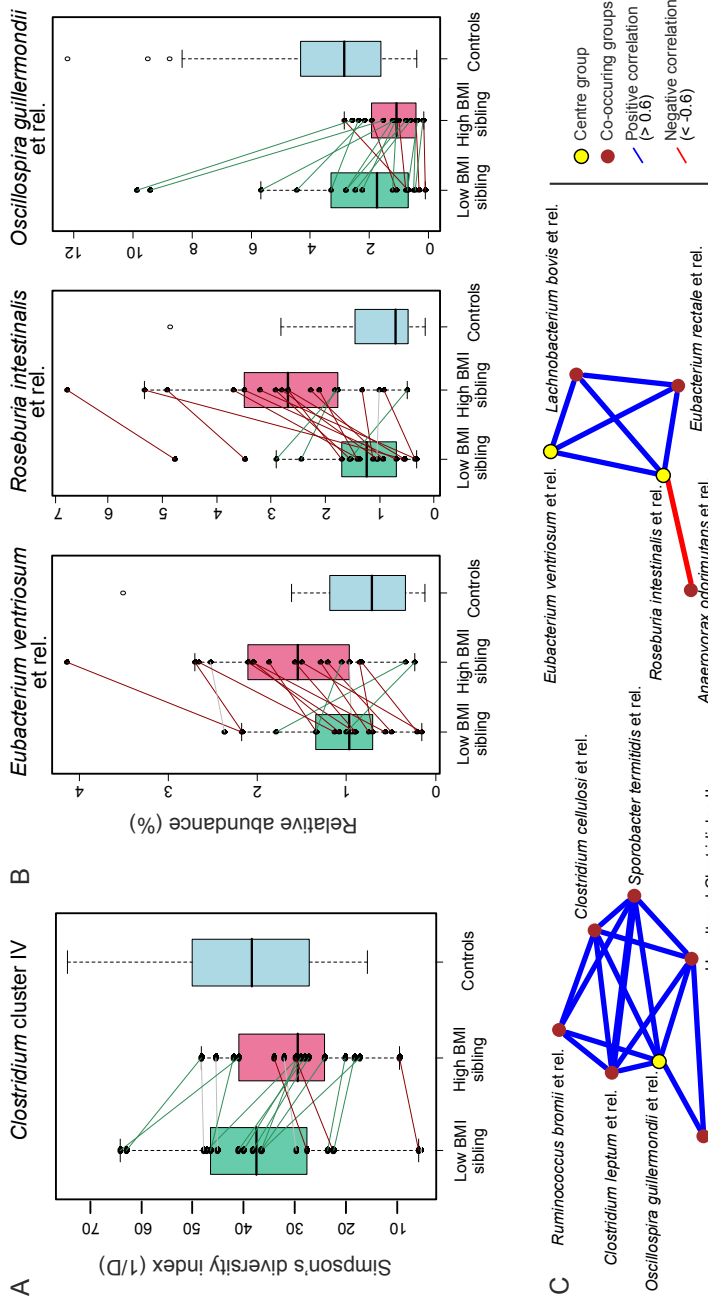 A
Clostridium cluster IV
Simpson's diversity index (1/D)
70
60
50
40
30
20
10
Low BMI
sibling
High BMI
sibling
Controls
B
Relative abundance (%)
Eubacterium ventriosum
et rel.
4
3
2
1
0
Low BMI
sibling
High BMI
sibling
Controls
Roseburia intestinalis
et rel.
7
6
5
4
3
2
1
0
Low BMI
sibling
High BMI
sibling
Controls
Oscillospira guillermondii
et rel.
12
10
8
6
4
2
0
Low BMI
sibling
High BMI
sibling
Controls
C
Ruminococcus bromii et rel.
Clostridium cellulosi et rel.
Clostridium leptum et rel.
Sporobacter termitidis et rel.
Oscillospira guillermondii et rel.
Eubacterium ventriosum et rel.
Lachnobacterium bovis et rel.
Roseburia intestinalis et rel.
Eubacterium rectale et rel.
Anaerovorax odorimutans et rel.
Centre group
Co-occuring groups
Positive correlation
(> 0.6)
Negative correlation
(< -0.6)